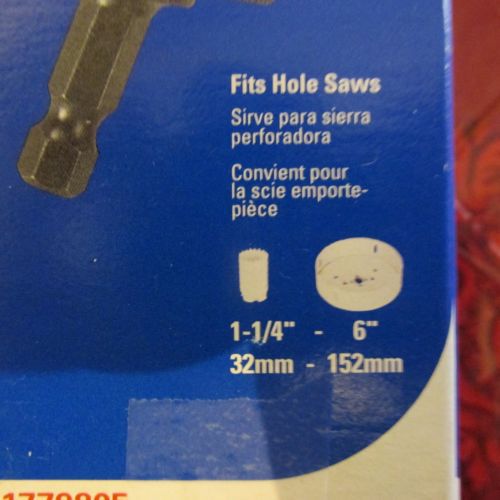 Fits Hole Saws
Sirve para sierra
perforadora
Convient pour
la scie emporte-
pièce
1-1/4" - 6"
32mm - 152mm
1779805